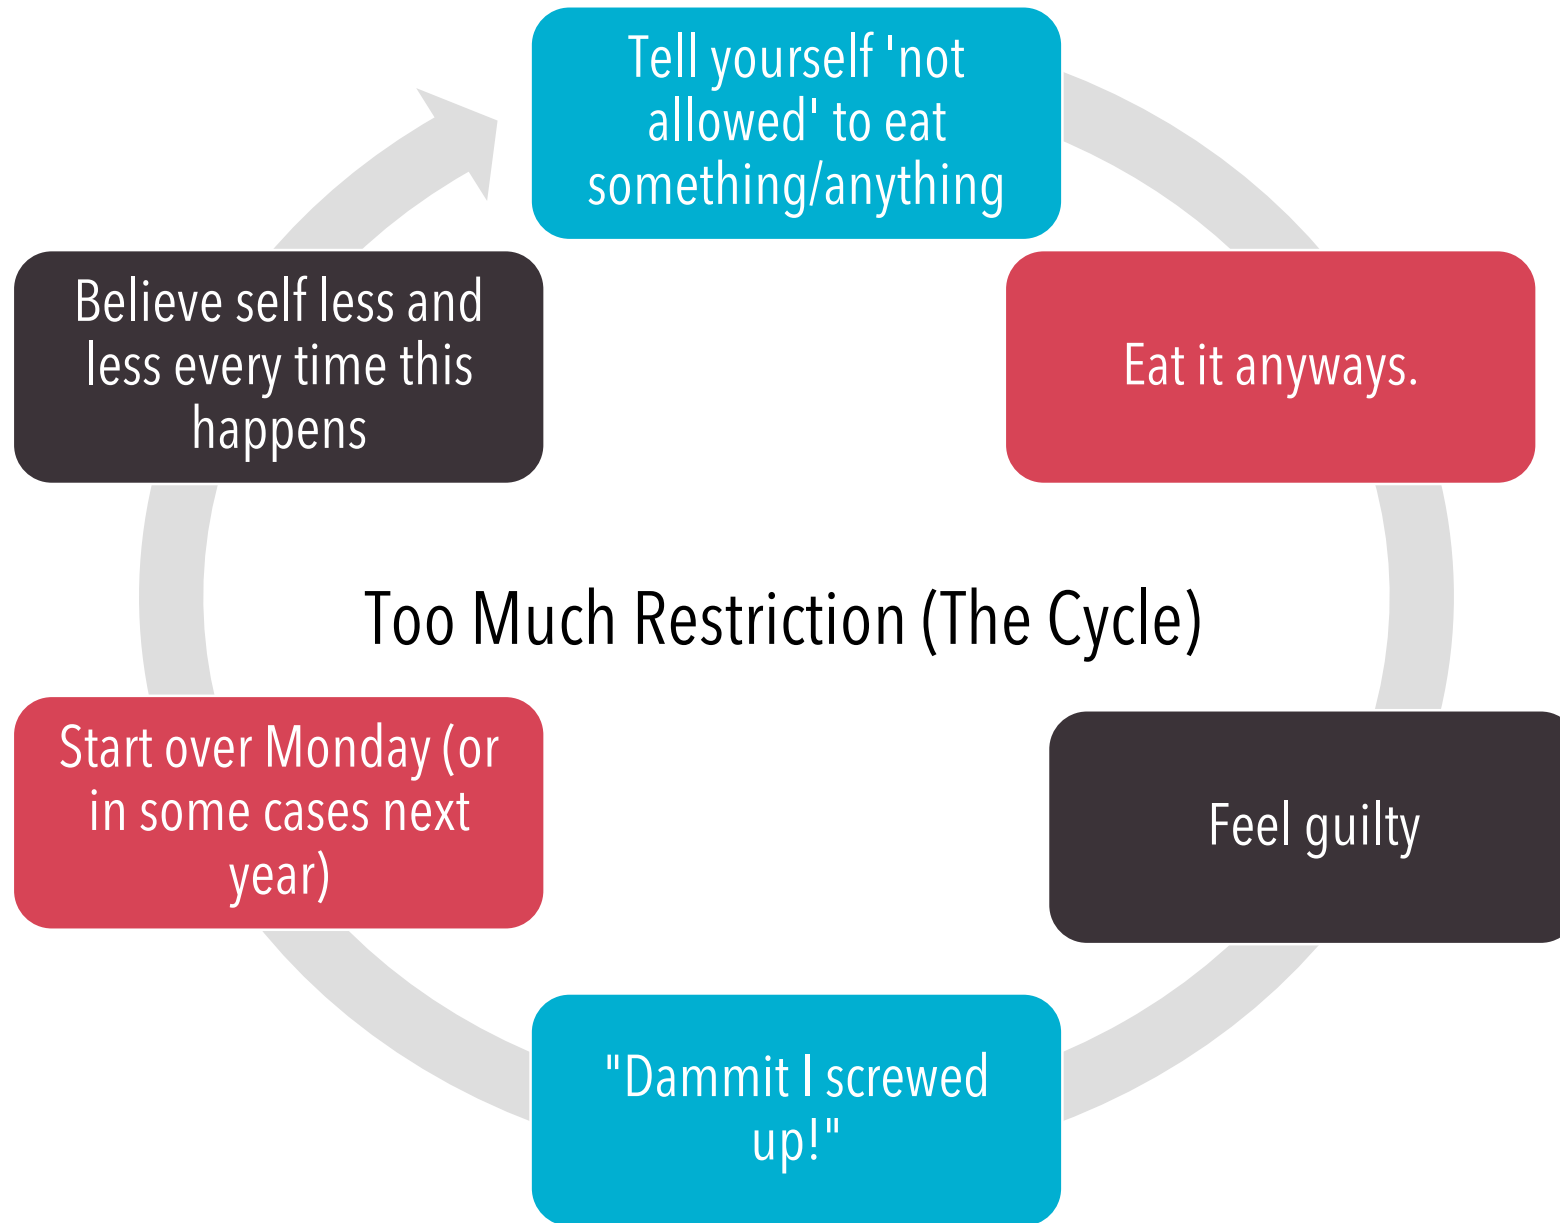 Tell yourself 'not
allowed' to eat
something/anything
Eat it anyways.
Feel guilty
"Dammit I screwed
up!"
Start over Monday (or
in some cases next
year)
Believe self less and
less every time this
happens
Too Much Restriction (The Cycle)